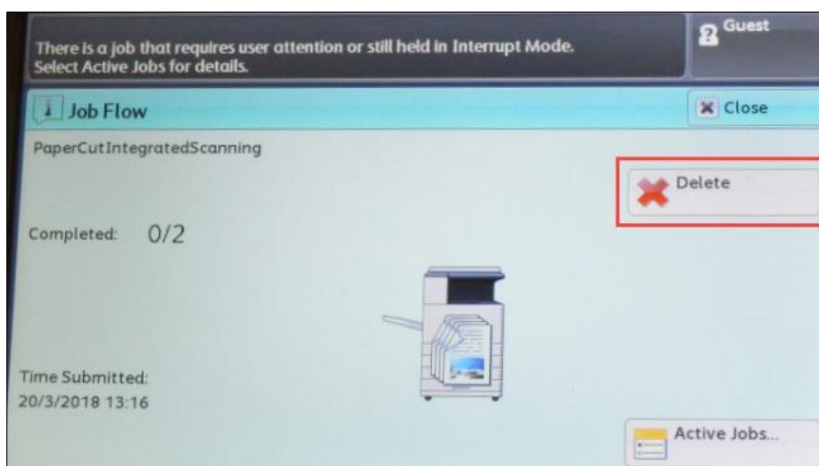 There is a job that requires user attention or still held in Interrupt Mode.
Select Active Jobs for details.
Guest
Job Flow
Close
PaperCutIntegratedScanning
Delete
Completed: 0/2
Time Submitted:
20/3/2018 13:16
Active Jobs...